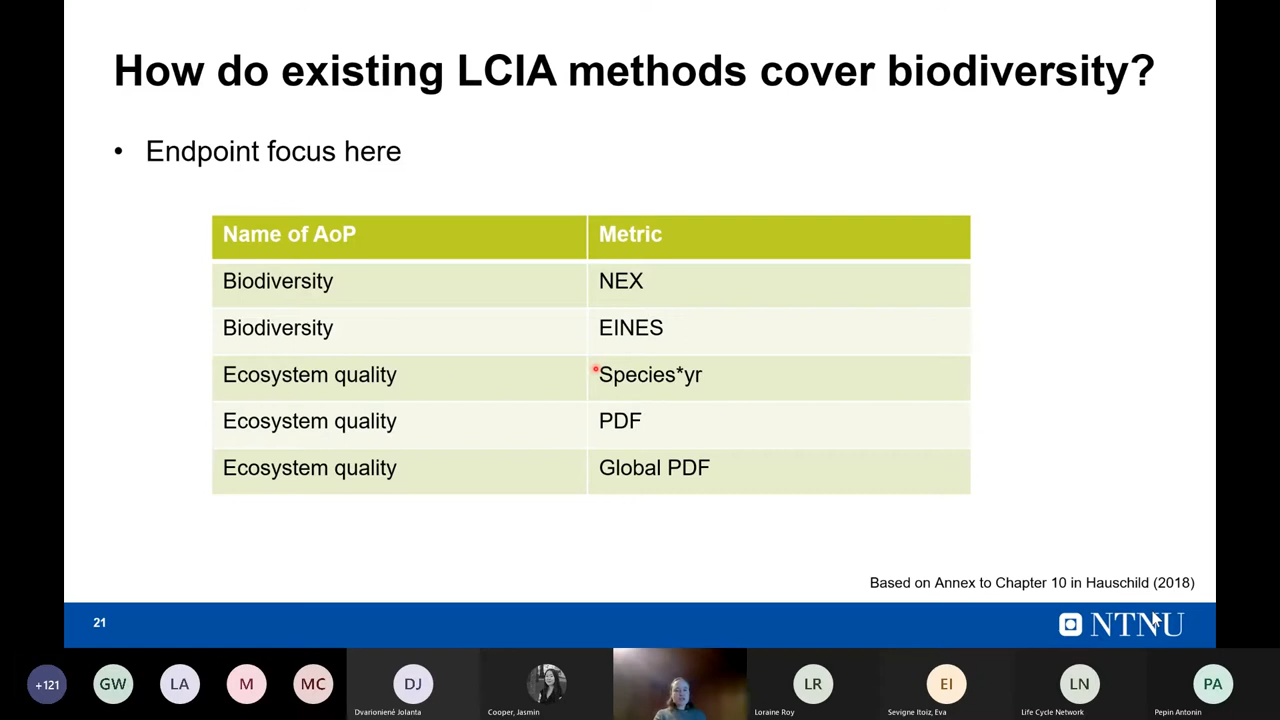 How do existing LCIA methods cover biodiversity?
• Endpoint focus here
Name of AoP Metric
Biodiversity NEX
Biodiversity EINES
Ecosystem quality Species*yr
Ecosystem quality PDF
Ecosystem quality Global PDF
Based on Annex to Chapter 10 in Hauschild (2018)
21 NTNU
+121 GW LA M MC DJ LR EI LN PA
Dvarionienė Jolanta Cooper, Jasmin Loraine Roy Sevigne Itoiz, Eva Life Cycle Network Pepin Antonin